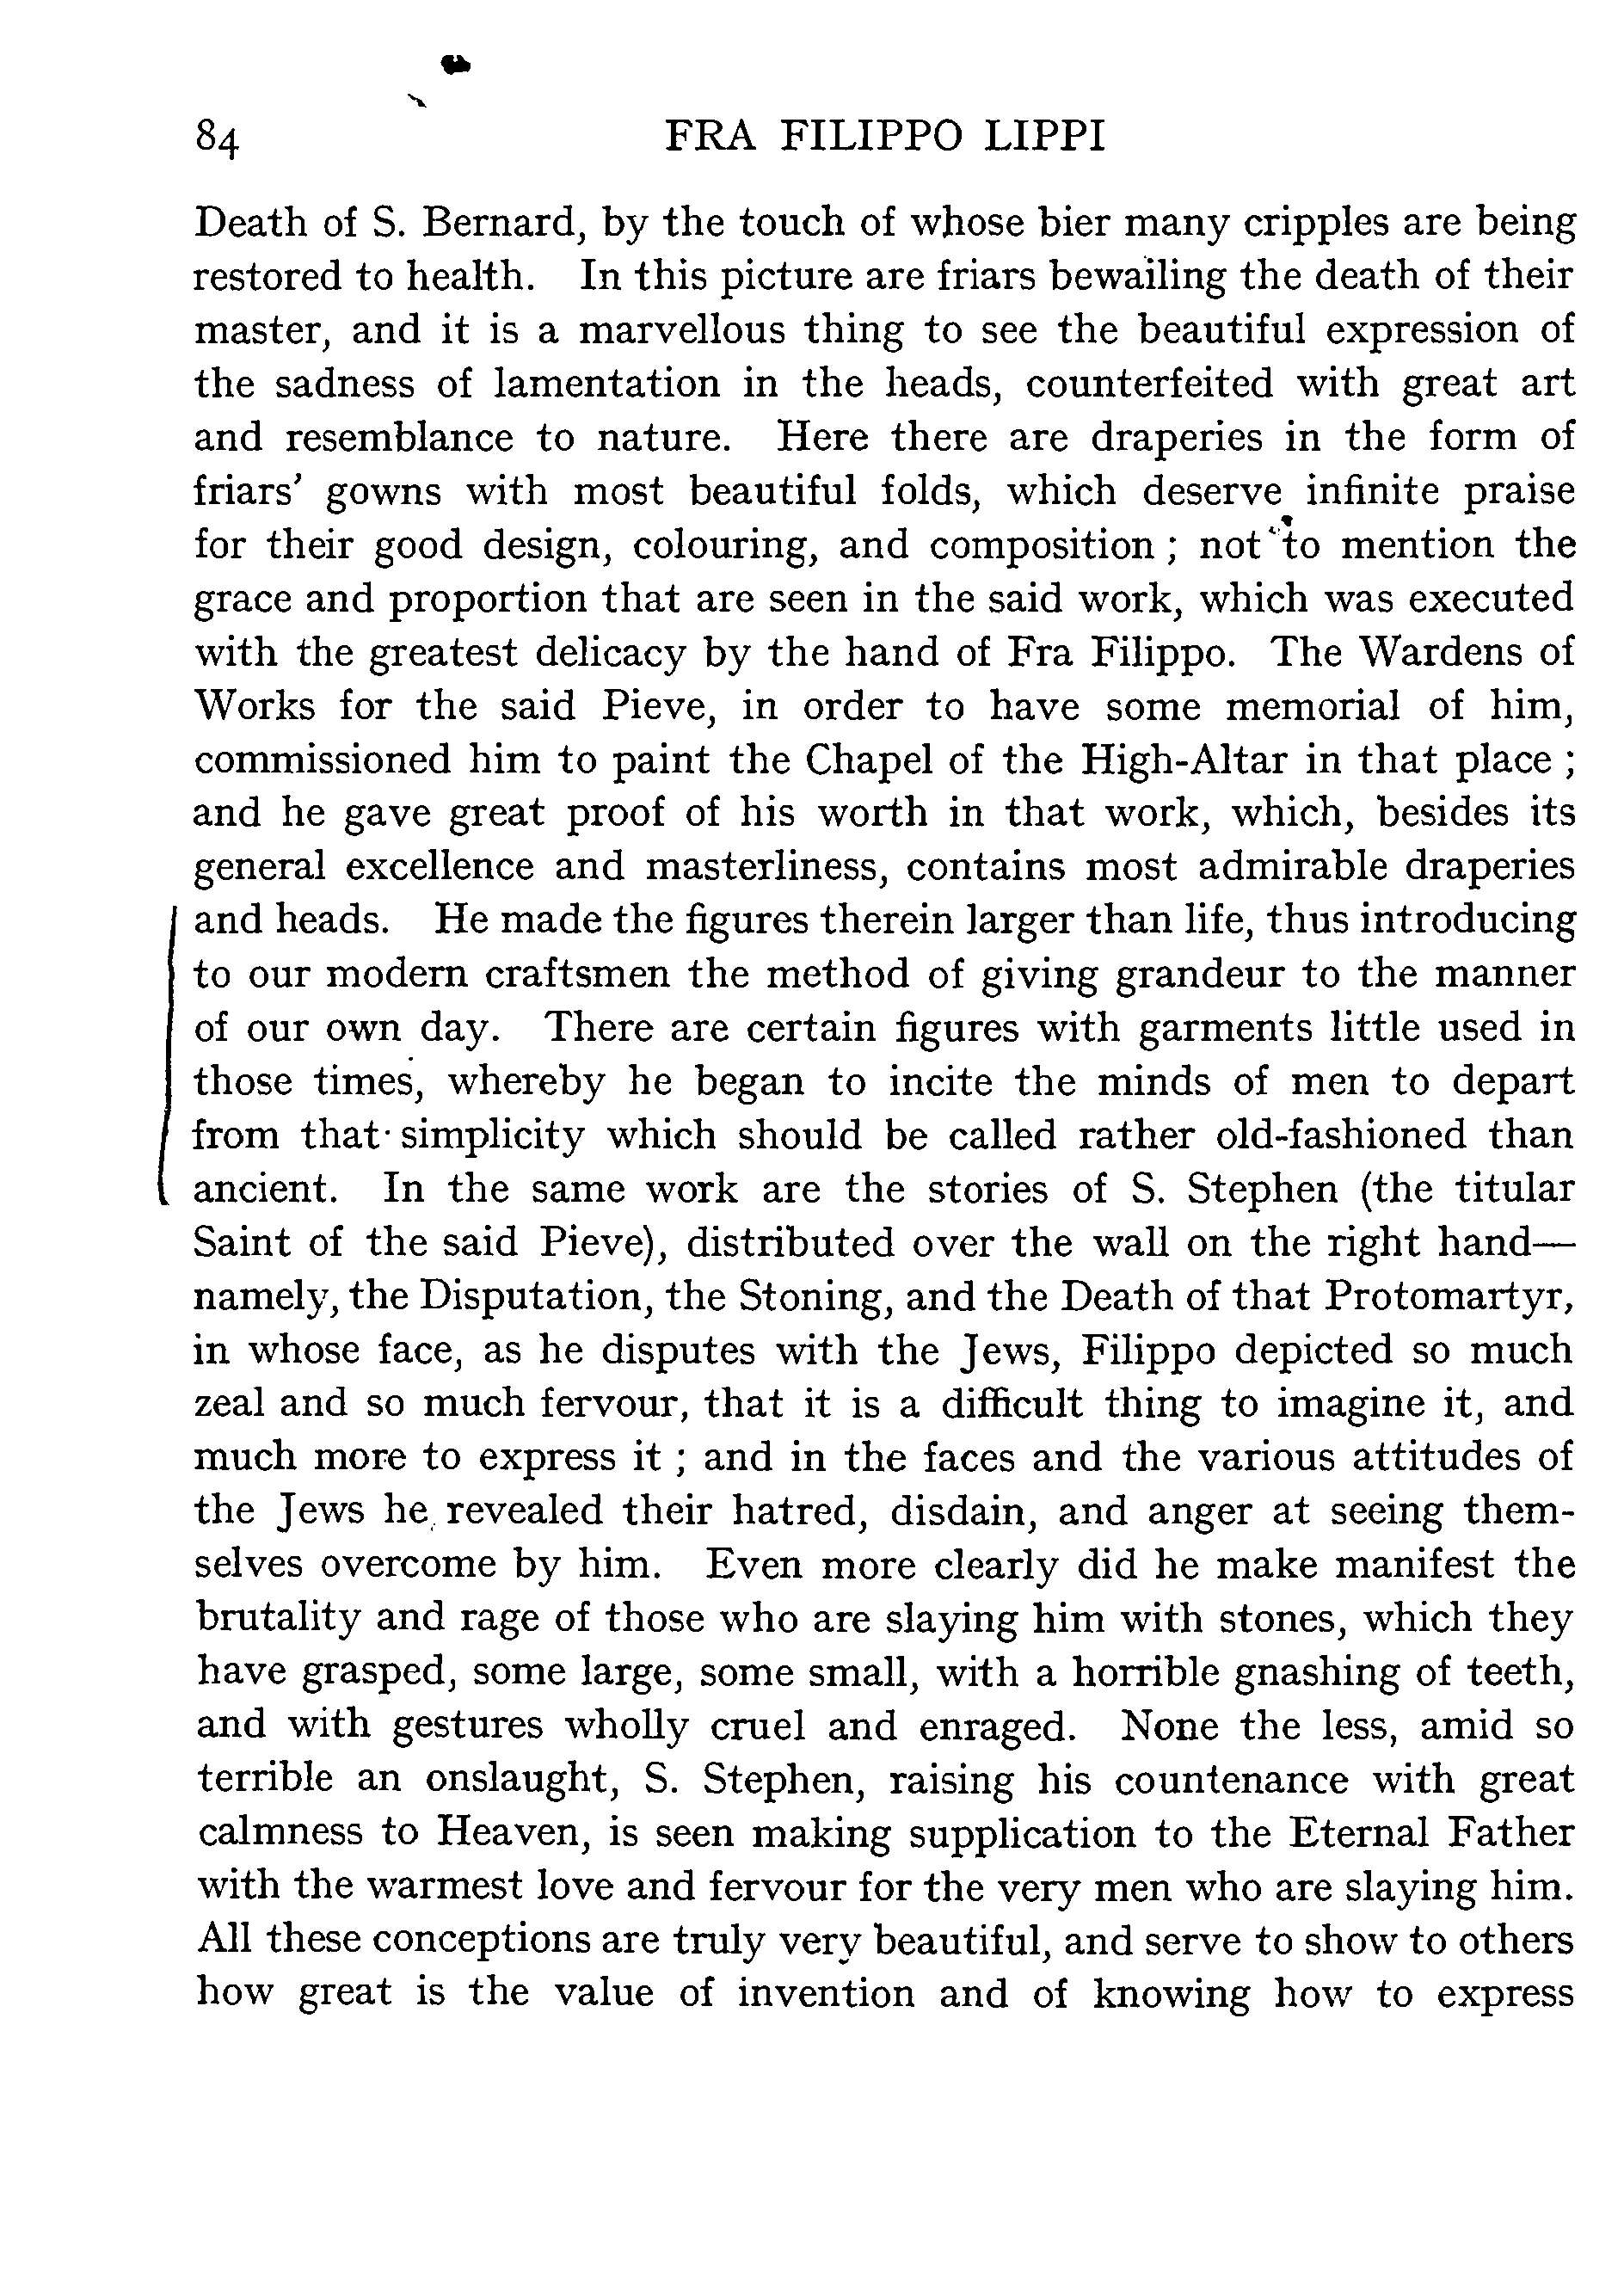 84 FRA FILIPPO LIPPI
Death of S. Bernard, by the touch of whose bier many cripples are being
restored to health. In this picture are friars bewailing the death of their
master, and it is a marvellous thing to see the beautiful expression of
the sadness of lamentation in the heads, counterfeited with great art
and resemblance to nature. Here there are draperies in the form of
friars' gowns with most beautiful folds, which deserve infinite praise
for their good design, colouring, and composition ; not to mention the
grace and proportion that are seen in the said work, which was executed
with the greatest delicacy by the hand of Fra Filippo. The Wardens of
Works for the said Pieve, in order to have some memorial of him,
commissioned him to paint the Chapel of the High-Altar in that place ;
and he gave great proof of his worth in that work, which, besides its
general excellence and masterliness, contains most admirable draperies
and heads. He made the figures therein larger than life, thus introducing
to our modern craftsmen the method of giving grandeur to the manner
of our own day. There are certain figures with garments little used in
those times, whereby he began to incite the minds of men to depart
from that simplicity which should be called rather old-fashioned than
ancient. In the same work are the stories of S. Stephen (the titular
Saint of the said Pieve), distributed over the wall on the right hand—
namely, the Disputation, the Stoning, and the Death of that Protomartyr,
in whose face, as he disputes with the Jews, Filippo depicted so much
zeal and so much fervour, that it is a difficult thing to imagine it, and
much more to express it ; and in the faces and the various attitudes of
the Jews he revealed their hatred, disdain, and anger at seeing them-
selves overcome by him. Even more clearly did he make manifest the
brutality and rage of those who are slaying him with stones, which they
have grasped, some large, some small, with a horrible gnashing of teeth,
and with gestures wholly cruel and enraged. None the less, amid so
terrible an onslaught, S. Stephen, raising his countenance with great
calmness to Heaven, is seen making supplication to the Eternal Father
with the warmest love and fervour for the very men who are slaying him.
All these conceptions are truly very beautiful, and serve to show to others
how great is the value of invention and of knowing how to express